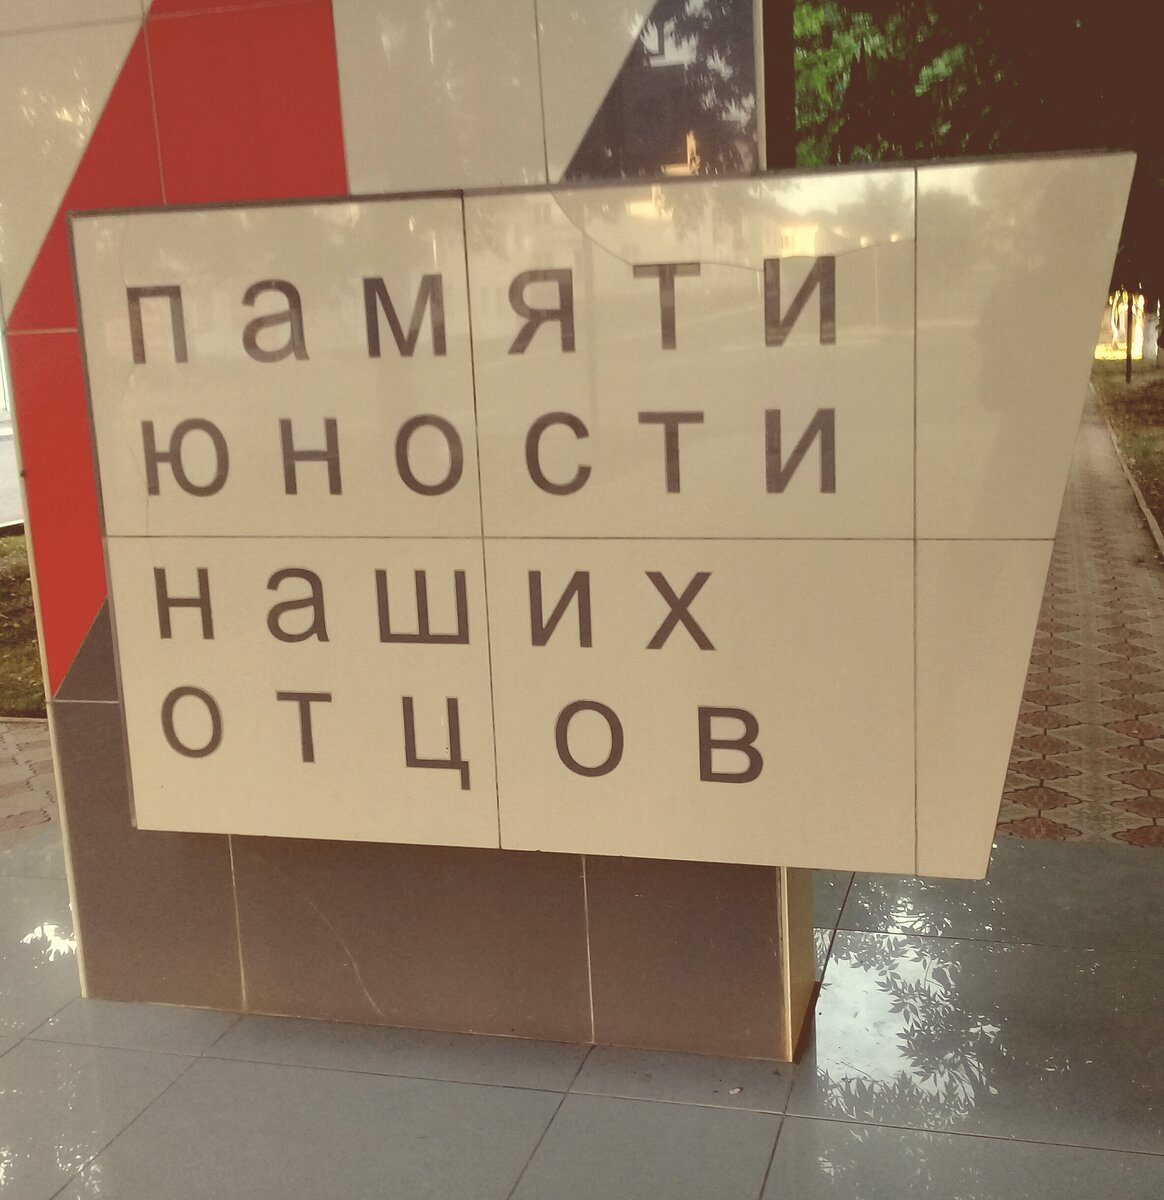 памяти
юности
наших
отцов